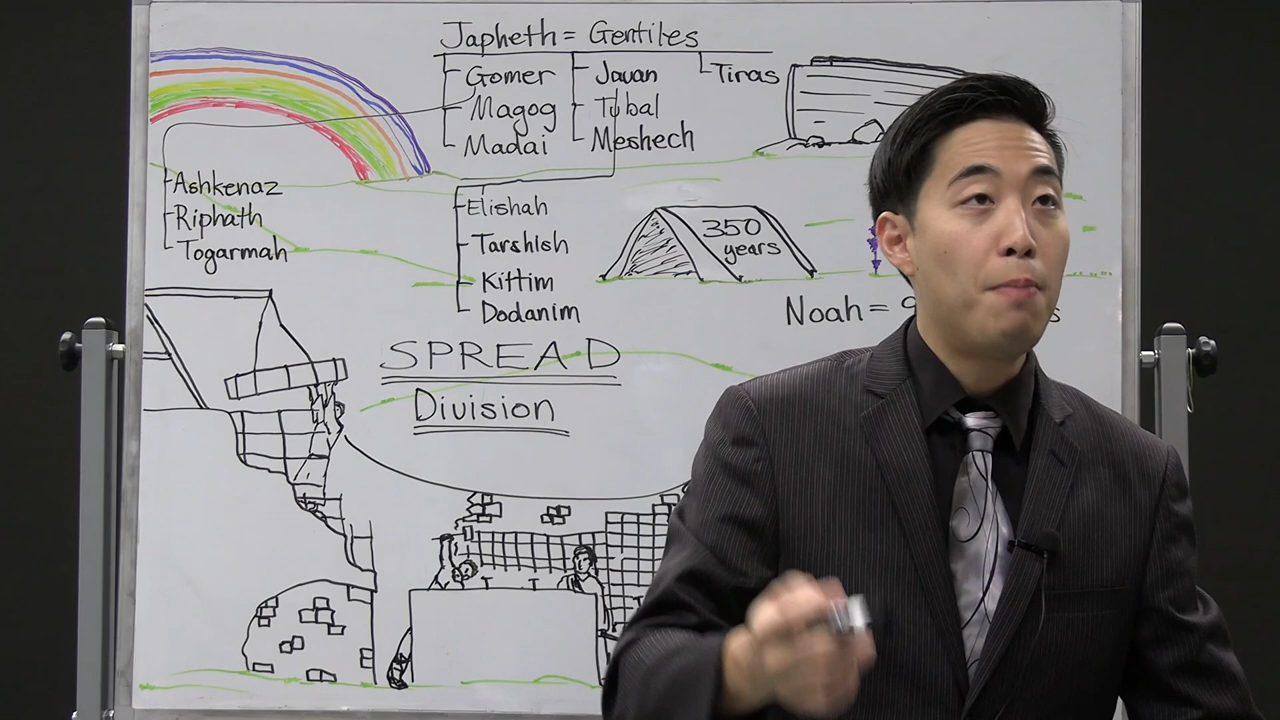 Japheth = Gentiles
Gomer
Magog
Madai
Javan
Tubal
Meshech
Tiras
Ashkenaz
Riphath
Togarmah
Elishah
Tarshish
Kittim
Dodanim
350
years
Noah = 9
SPREAD
Division